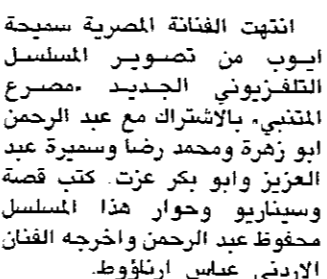 انتهت الفنانة المصرية سميحة
ايوب من تصوير المسلسل
التلفزيوني الجديد «مصرع
المتنبي» بالاشتراك مع عبد الرحمن
ابو زهرة ومحمد رضا وسميرة عبد
العزيز وابو بكر عزت. كتب قصة
وسيناريو وحوار هذا المسلسل
محفوظ عبد الرحمن واخرجه الفنان
الاردني عباس ارناؤوط.